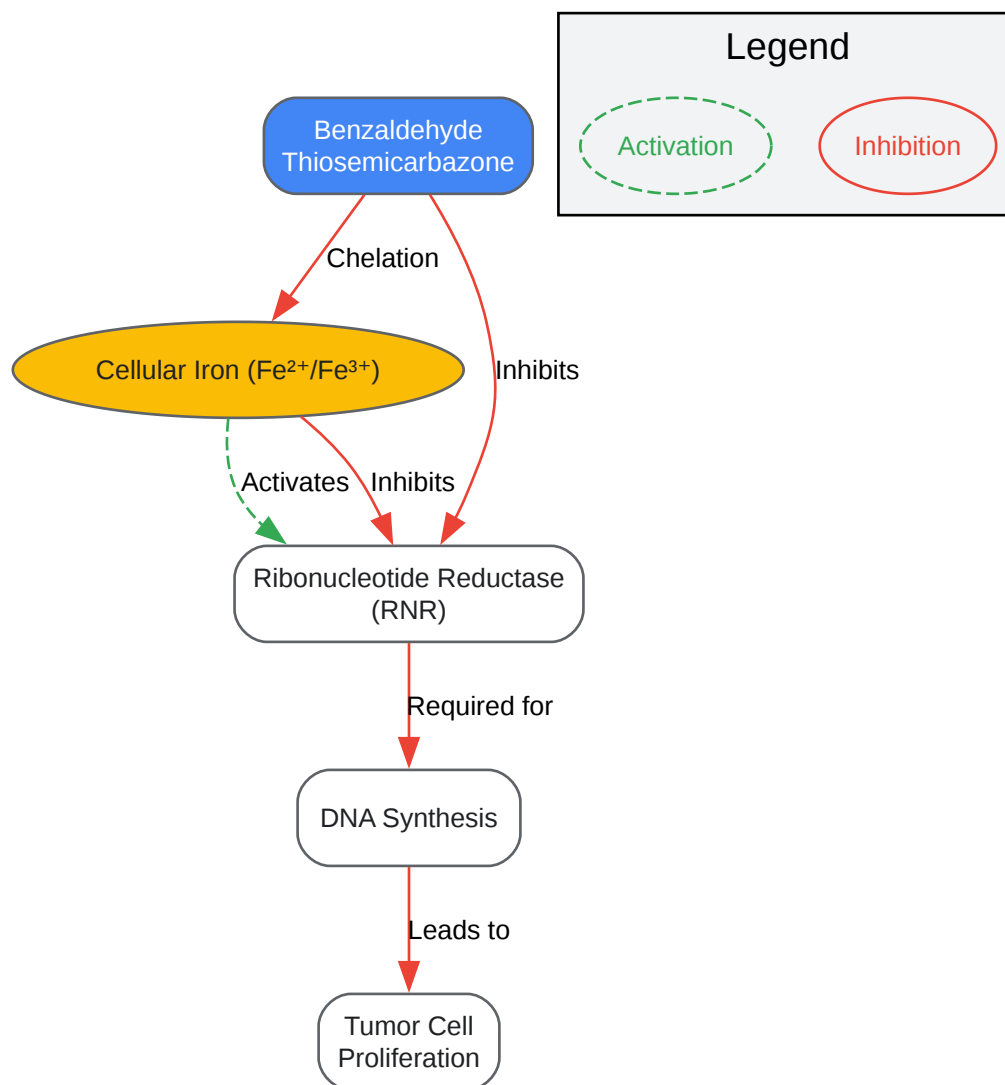 Legend
Activation
Inhibition
Benzaldehyde
Thiosemicarbazone
Chelation
Cellular Iron (Fe²⁺/Fe³⁺)
Inhibits
Activates
Inhibits
Ribonucleotide Reductase
(RNR)
Required for
DNA Synthesis
Leads to
Tumor Cell
Proliferation